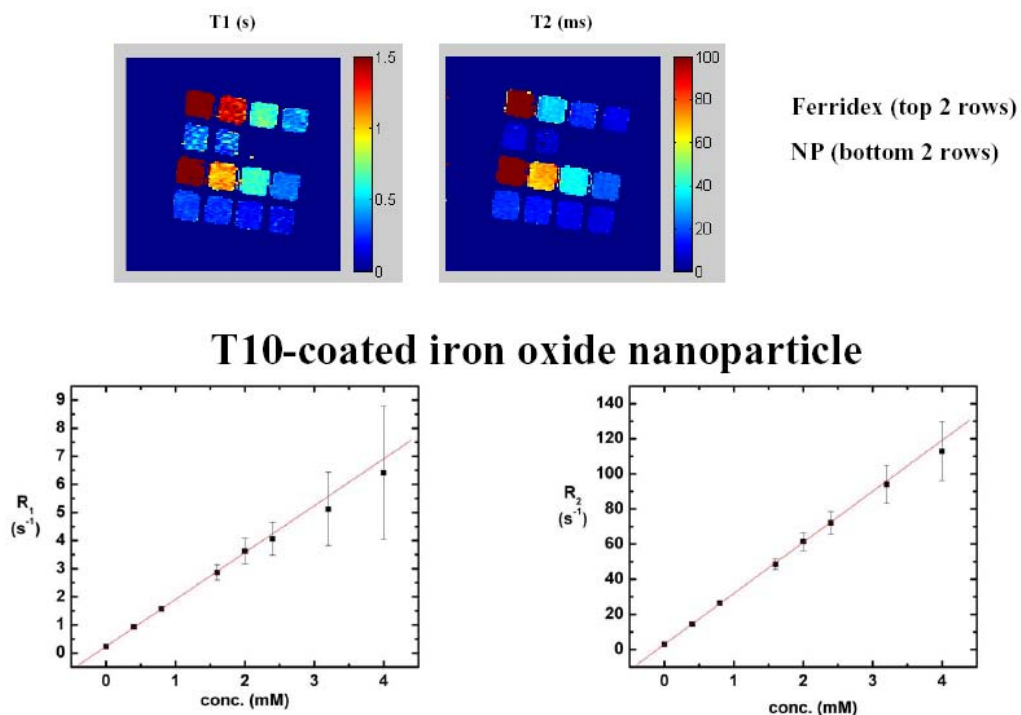 T1 (s)
T2 (ms)
1.5
1
0.5
0
100
80
60
40
20
0
Ferridex (top 2 rows)
NP (bottom 2 rows)
T10-coated iron oxide nanoparticle
9
8
7
6
5
4
3
2
1
0
R₁
(s⁻¹)
0 1 2 3 4
conc. (mM)
140
120
100
80
60
40
20
0
R₂
(s⁻¹)
0 1 2 3 4
conc. (mM)